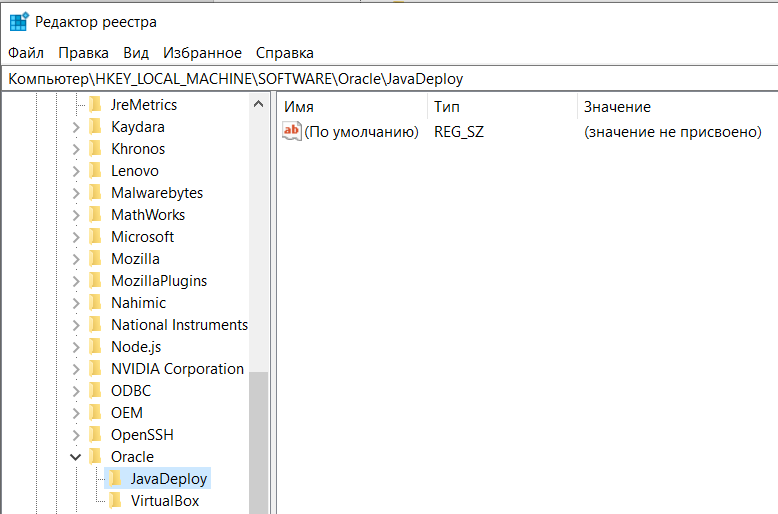 Редактор реестра
Файл Правка Вид Избранное Справка
Компьютер\HKEY_LOCAL_MACHINE\SOFTWARE\Oracle\JavaDeploy
JreMetrics
Kaydara
Khronos
Lenovo
Malwarebytes
MathWorks
Microsoft
Mozilla
MozillaPlugins
Nahimic
National Instruments
Node.js
NVIDIA Corporation
ODBC
OEM
OpenSSH
Oracle
JavaDeploy
VirtualBox
Имя Тип Значение
ab (По умолчанию) REG_SZ (значение не присвоено)